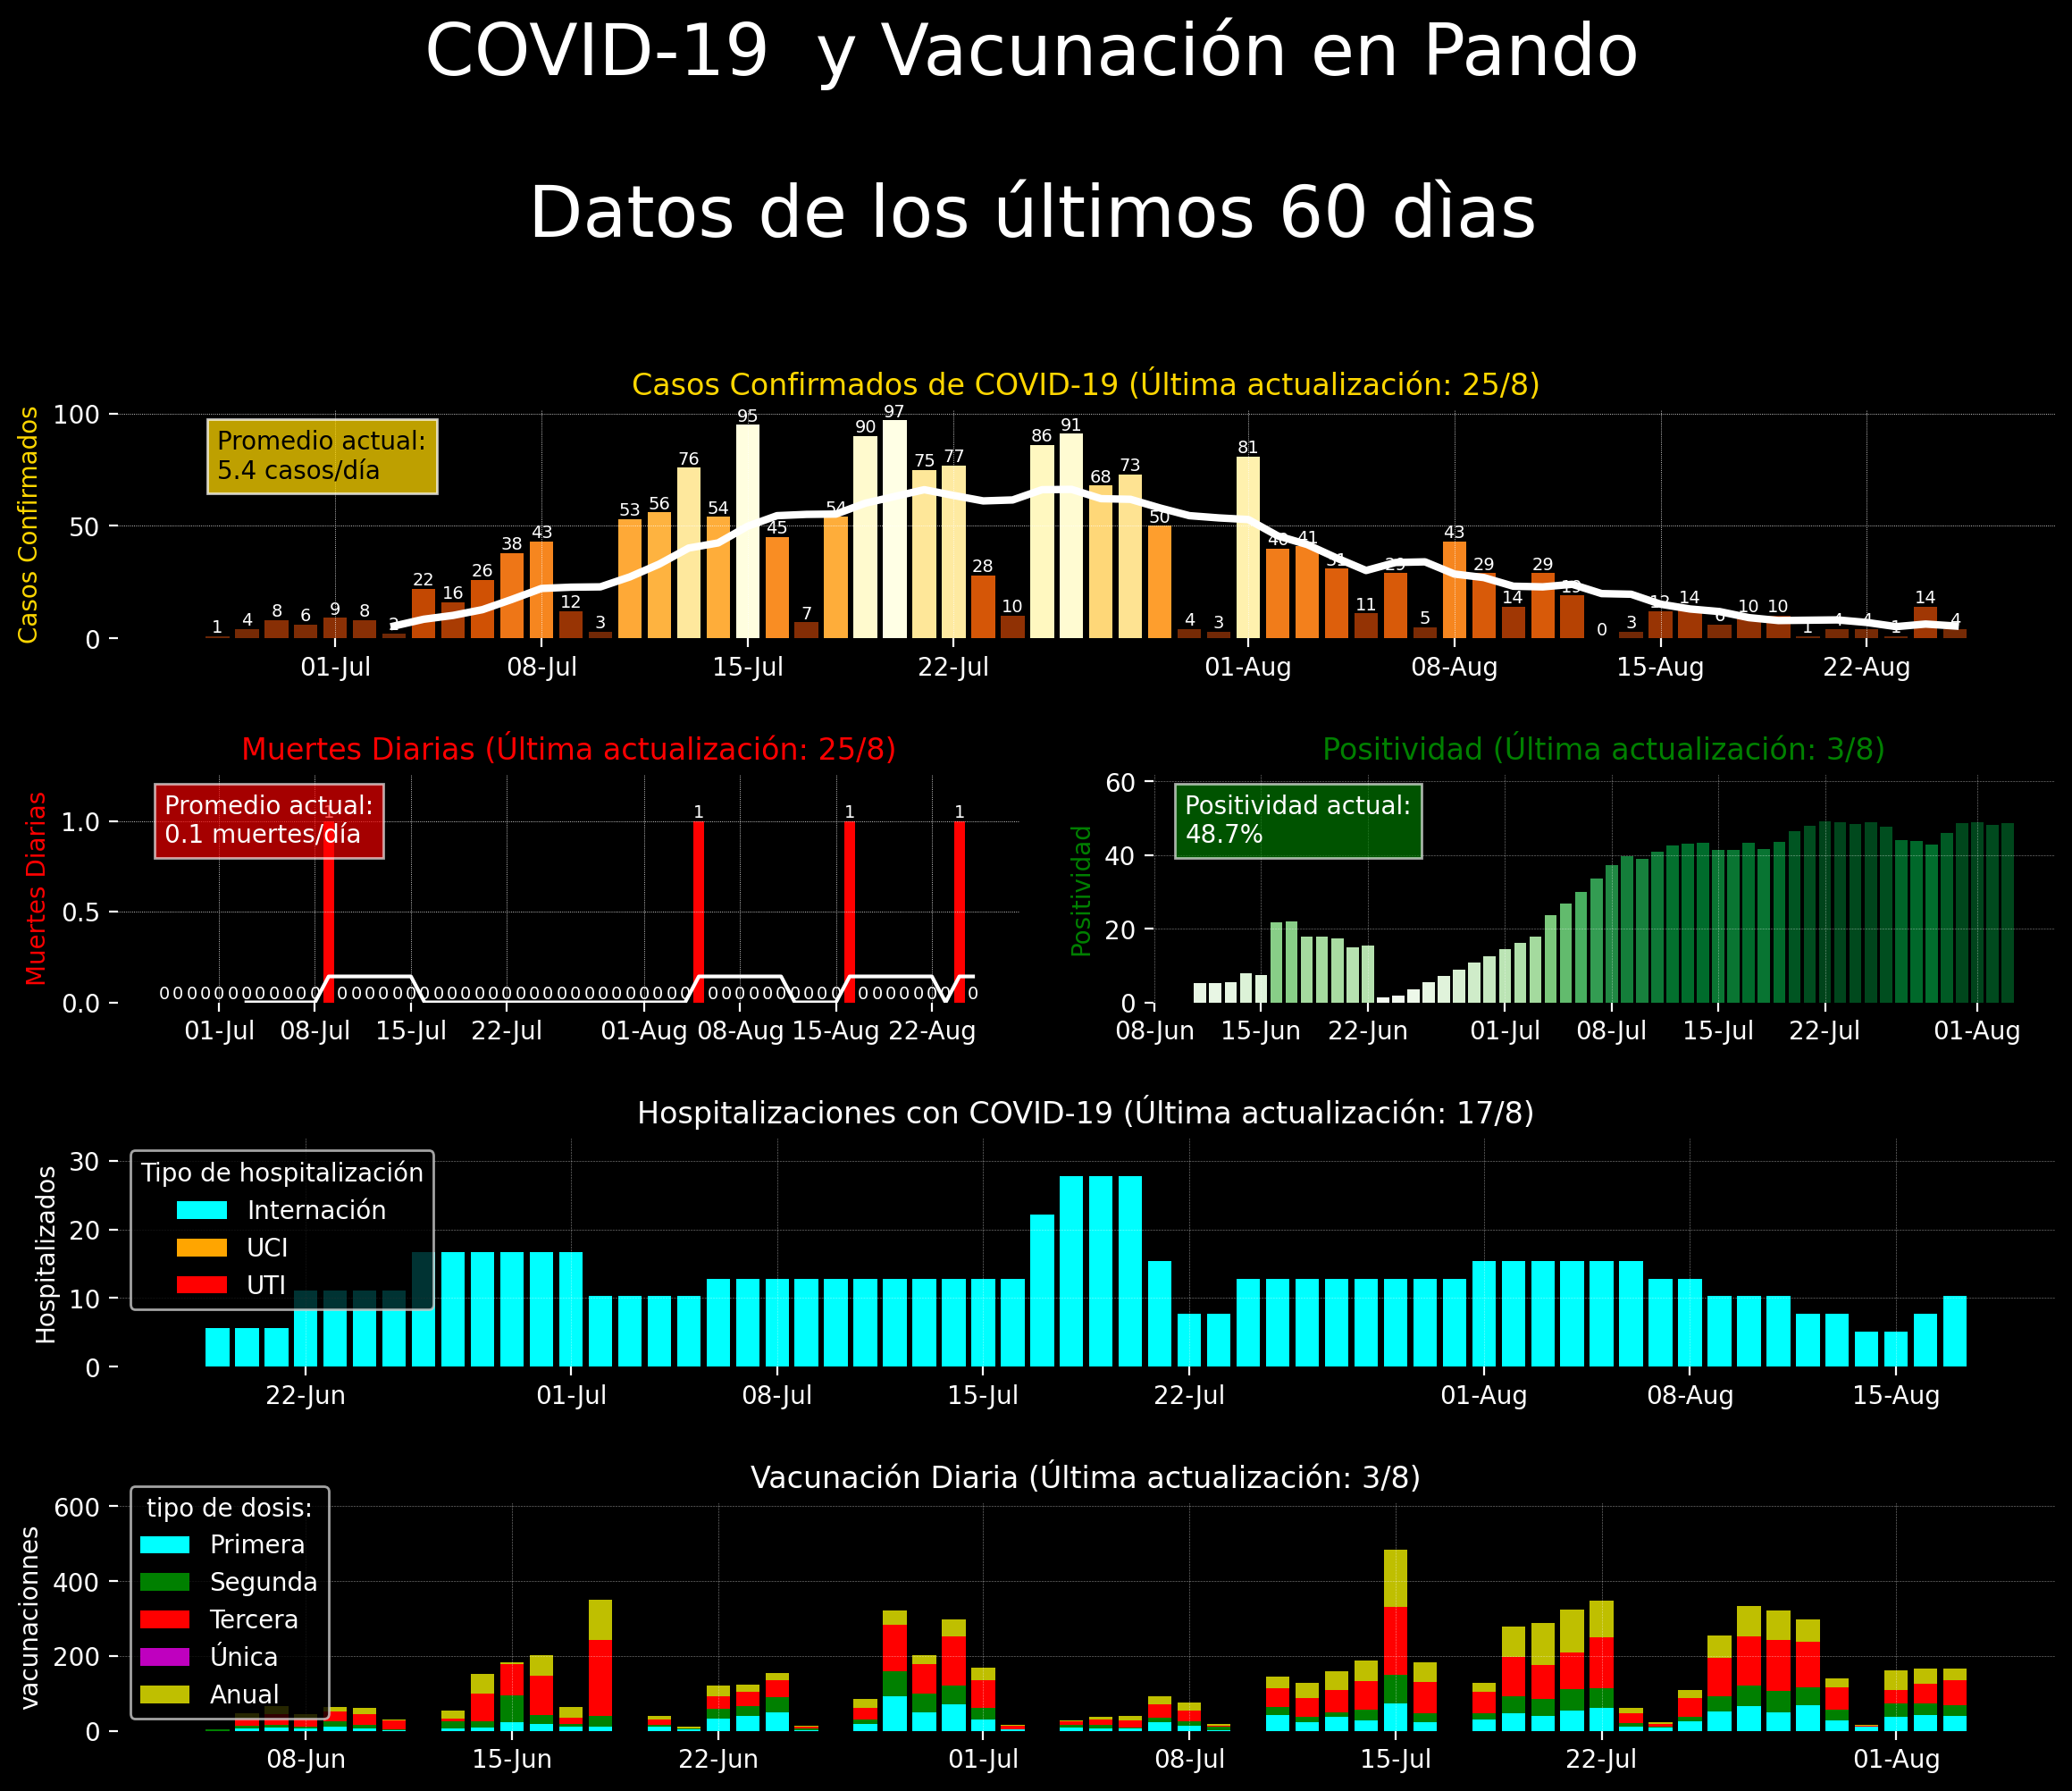 COVID-19  y Vacunación en Pando
Datos de los últimos 60 dìas
Casos Confirmados de COVID-19 (Última actualización: 25/8)
Casos Confirmados
100
50
0
Promedio actual:
5.4 casos/día
1 4 8 6 9 8 2 22 16 26 38 43 12 3 53 56 76 54 95 45 7 54 90 97 75 77 28 10 86 91 68 73 50 4 3 81 40 41 31 11 29 5 43 29 14 29 19 0 3 12 14 6 10 10 1 4 4 1 14 4
01-Jul 08-Jul 15-Jul 22-Jul 01-Aug 08-Aug 15-Aug 22-Aug
Muertes Diarias (Última actualización: 25/8)
Muertes Diarias
1.0
0.5
0.0
Promedio actual:
0.1 muertes/día
1 1 1 1
0 0 0 0 0 0 0 0 0 0 0 0 0 0 0 0 0 0 0 0 0 0 0 0 0 0 0 0 0 0 0 0 0 0 0 0 0 0 0 0 0 0 0 0 0 0 0 0 0 0 0 0 0 0 0 0
01-Jul 08-Jul 15-Jul 22-Jul 01-Aug 08-Aug 15-Aug 22-Aug
Positividad (Última actualización: 3/8)
Positividad
60
40
20
0
Positividad actual:
48.7%
08-Jun 15-Jun 22-Jun 01-Jul 08-Jul 15-Jul 22-Jul 01-Aug
Hospitalizaciones con COVID-19 (Última actualización: 17/8)
Hospitalizados
30
20
10
0
Tipo de hospitalización
Internación
UCI
UTI
22-Jun 01-Jul 08-Jul 15-Jul 22-Jul 01-Aug 08-Aug 15-Aug
Vacunación Diaria (Última actualización: 3/8)
vacunacionnes
600
400
200
0
tipo de dosis:
Primera
Segunda
Tercera
Única
Anual
08-Jun 15-Jun 22-Jun 01-Jul 08-Jul 15-Jul 22-Jul 01-Aug